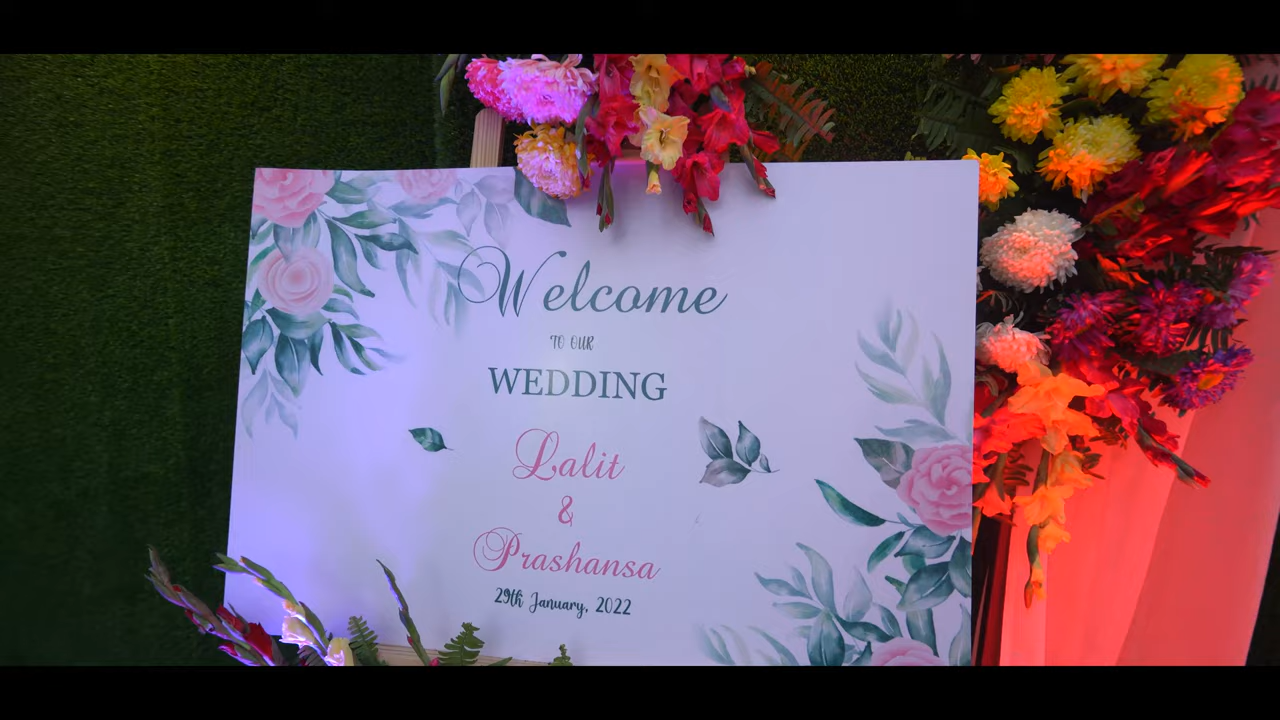 Welcome
TO OUR
WEDDING
Lalit
&
Prashansa
29th January, 2022